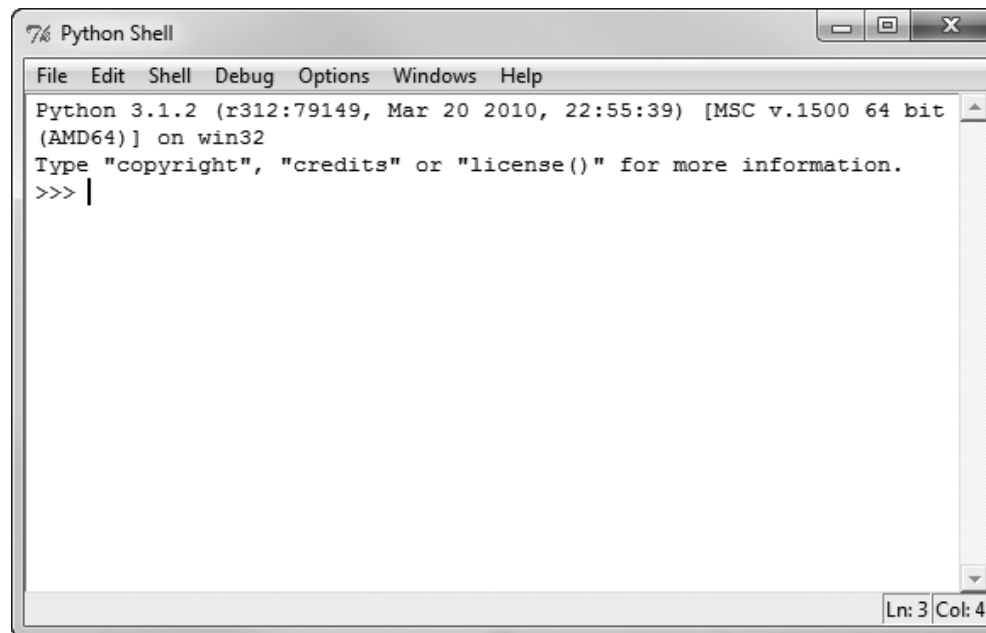 Python Shell
File Edit Shell Debug Options Windows Help
Python 3.1.2 (r312:79149, Mar 20 2010, 22:55:39) [MSC v.1500 64 bit
(AMD64)] on win32
Type "copyright", "credits" or "license()" for more information.
>>>
Ln: 3 Col: 4